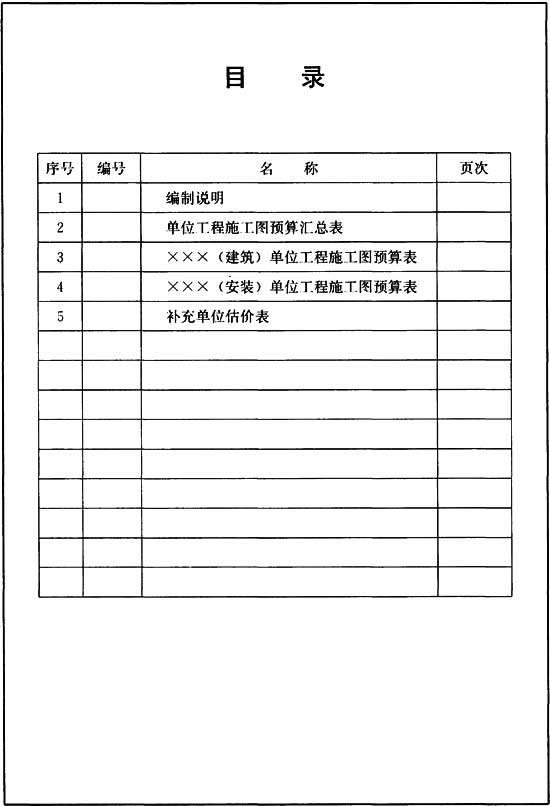 目 录
序号 编号 名 称 页次
1 编制说明
2 单位工程施工图预算汇总表
3 ×××（建筑）单位工程施工图预算表
4 ×××（安装）单位工程施工图预算表
5 补充单位估价表